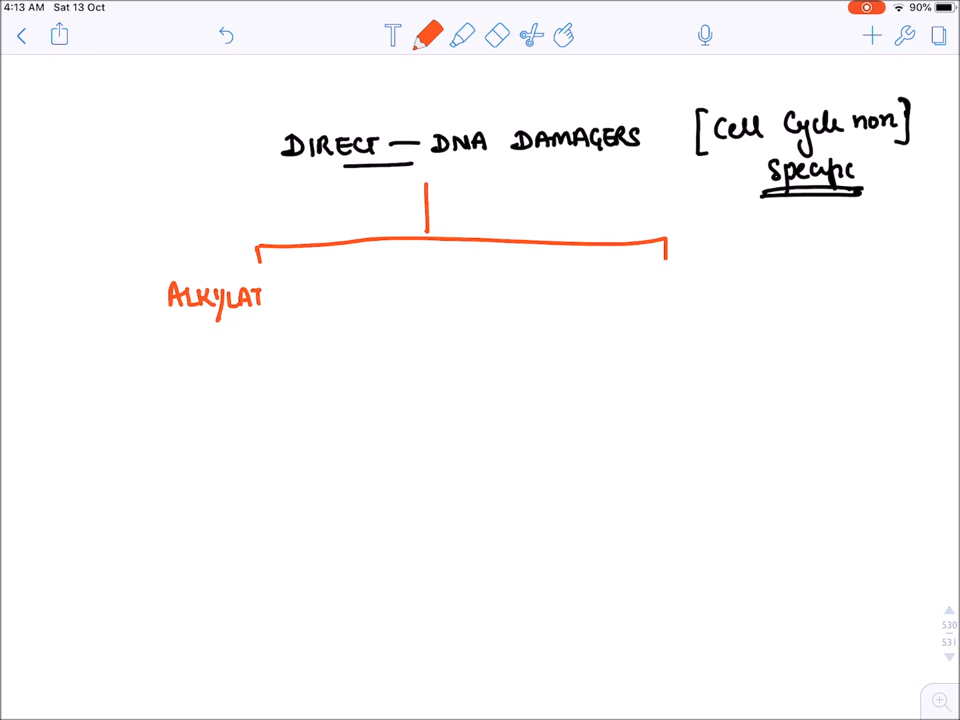 4:13 AM Sat 13 Oct
90%
DIRECT — DNA DAMAGERS [Cell Cycle non]
Specific
ALKYLAT
530
531